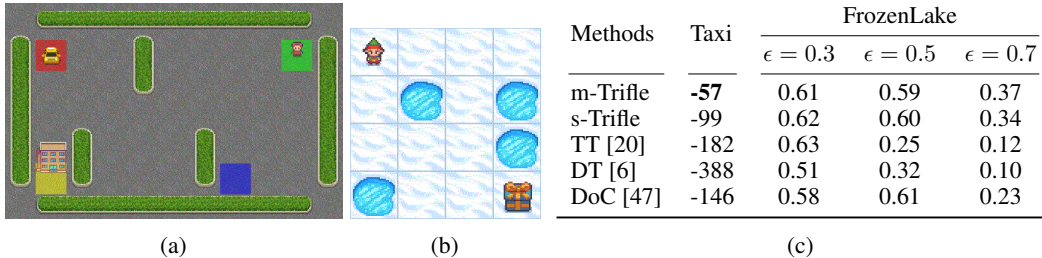 Methods Taxi FrozenLake
ϵ = 0.3 ϵ = 0.5 ϵ = 0.7
m-Trifle -57 0.61 0.59 0.37
s-Trifle -99 0.62 0.60 0.34
TT [20] -182 0.63 0.25 0.12
DT [6] -388 0.51 0.32 0.10
DoC [47] -146 0.58 0.61 0.23
(a) (b) (c)